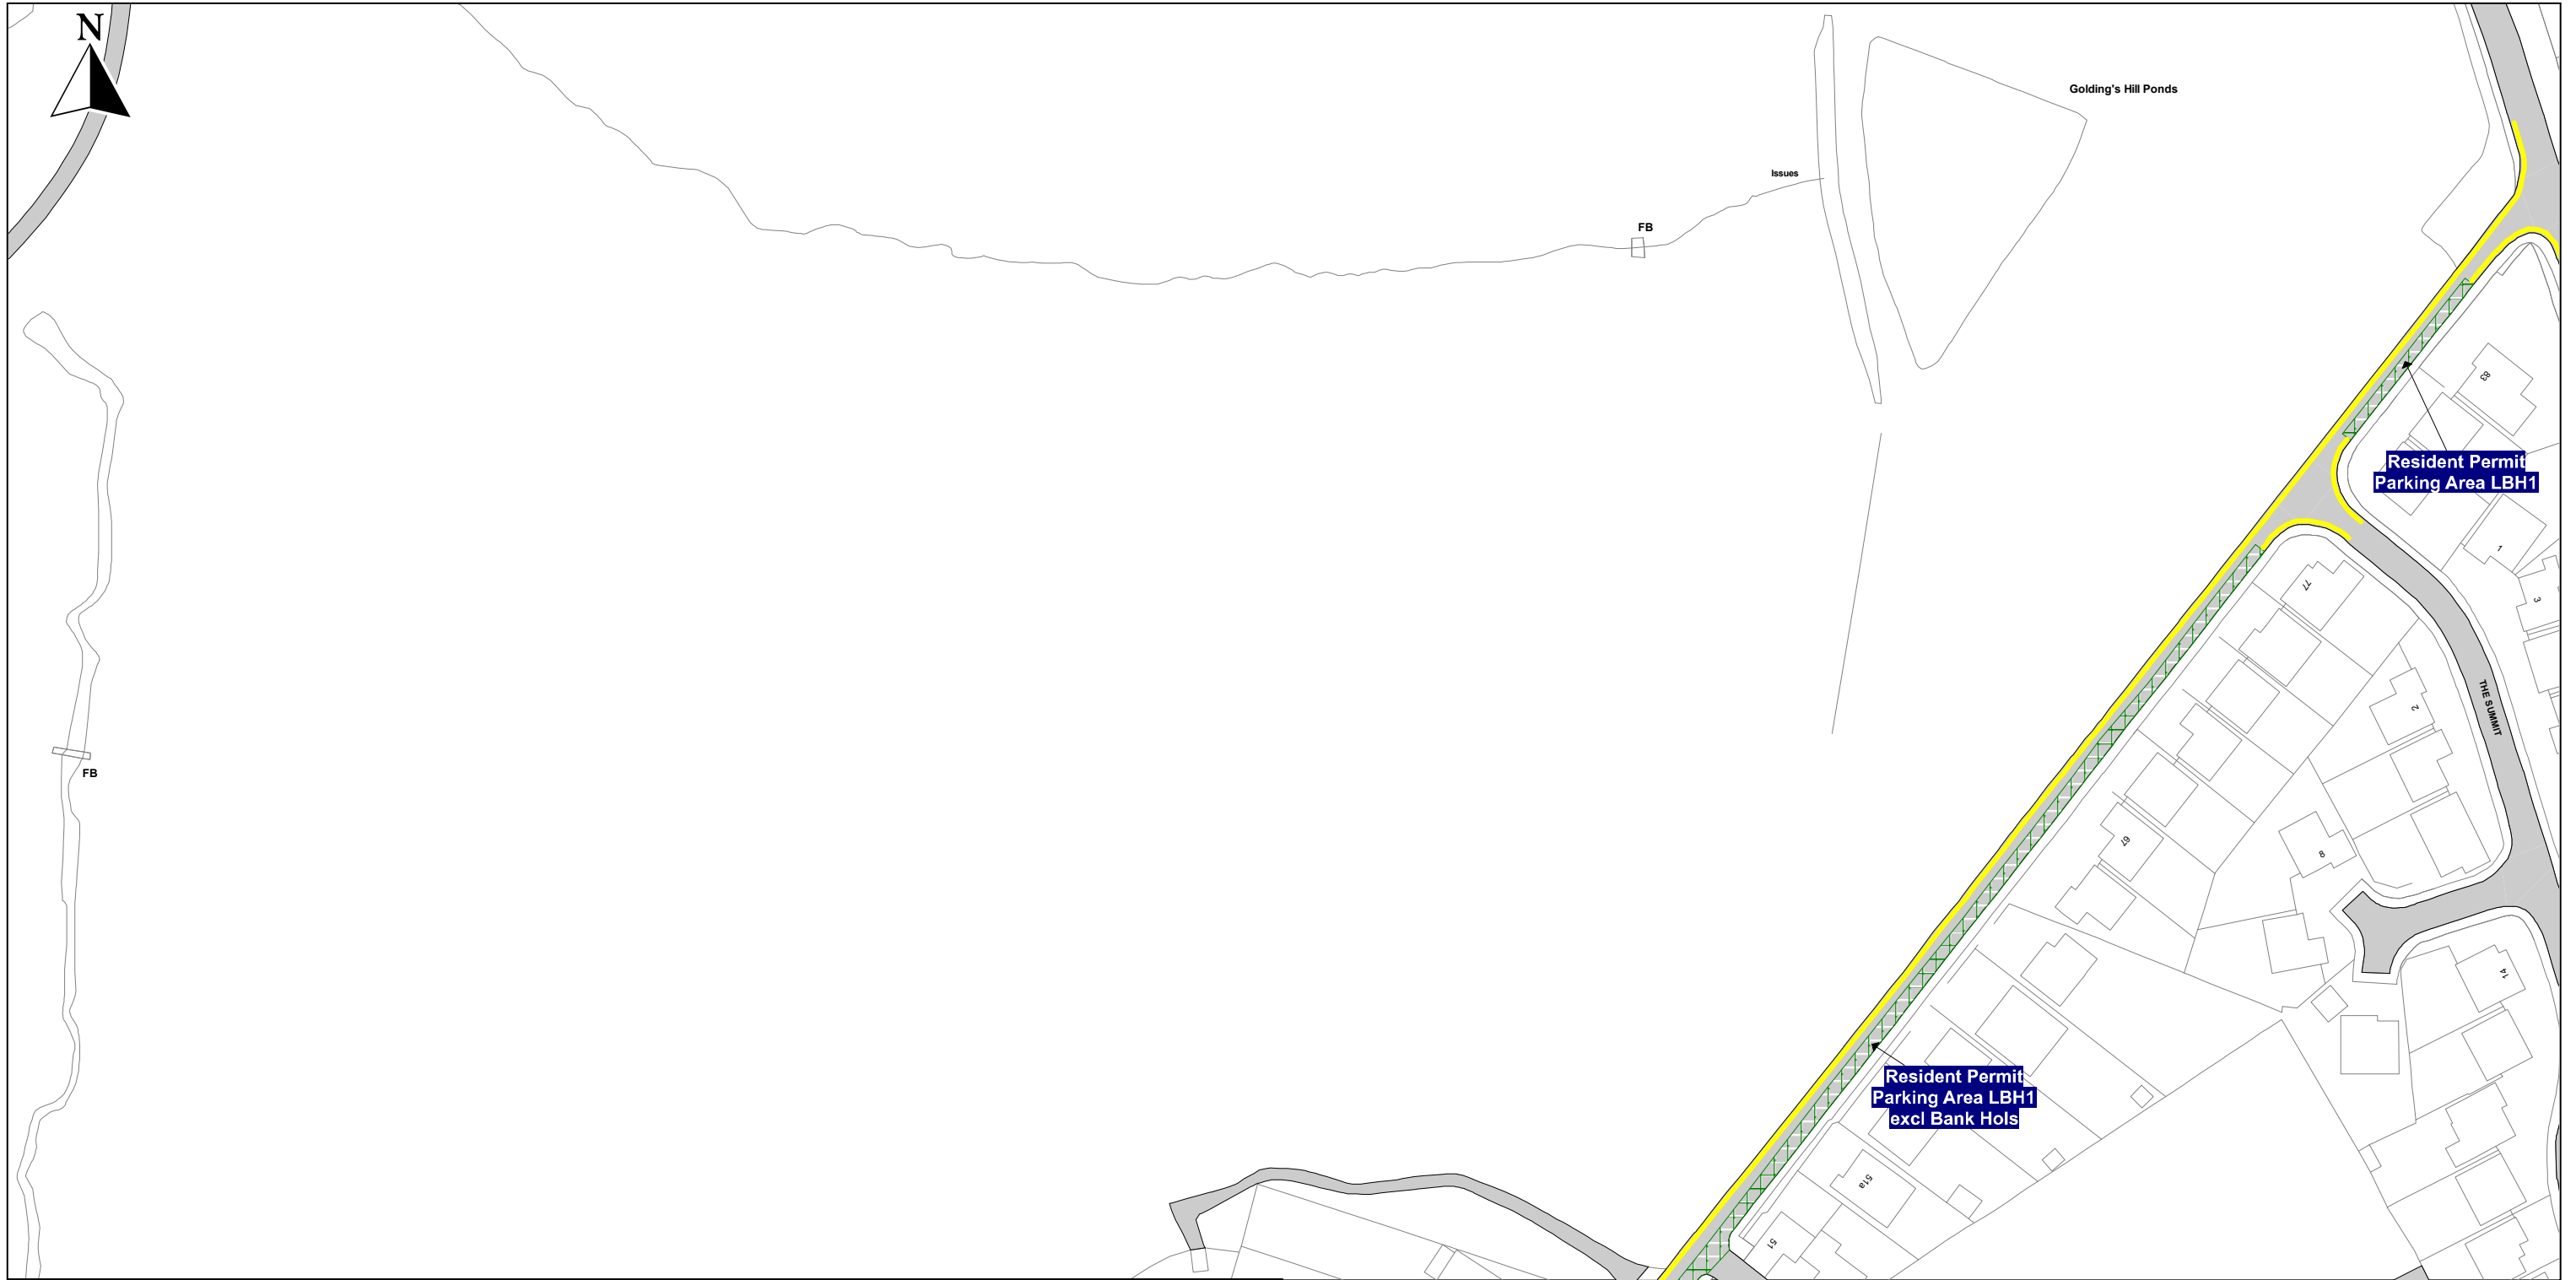 N
Golding's Hill Ponds
Issues
FB
83
Resident Permit
Parking Area LBH1
1
77
3
2
THE SUMMIT
FB
67
8
14
Resident Permit
Parking Area LBH1
excl Bank Hols
51a
51